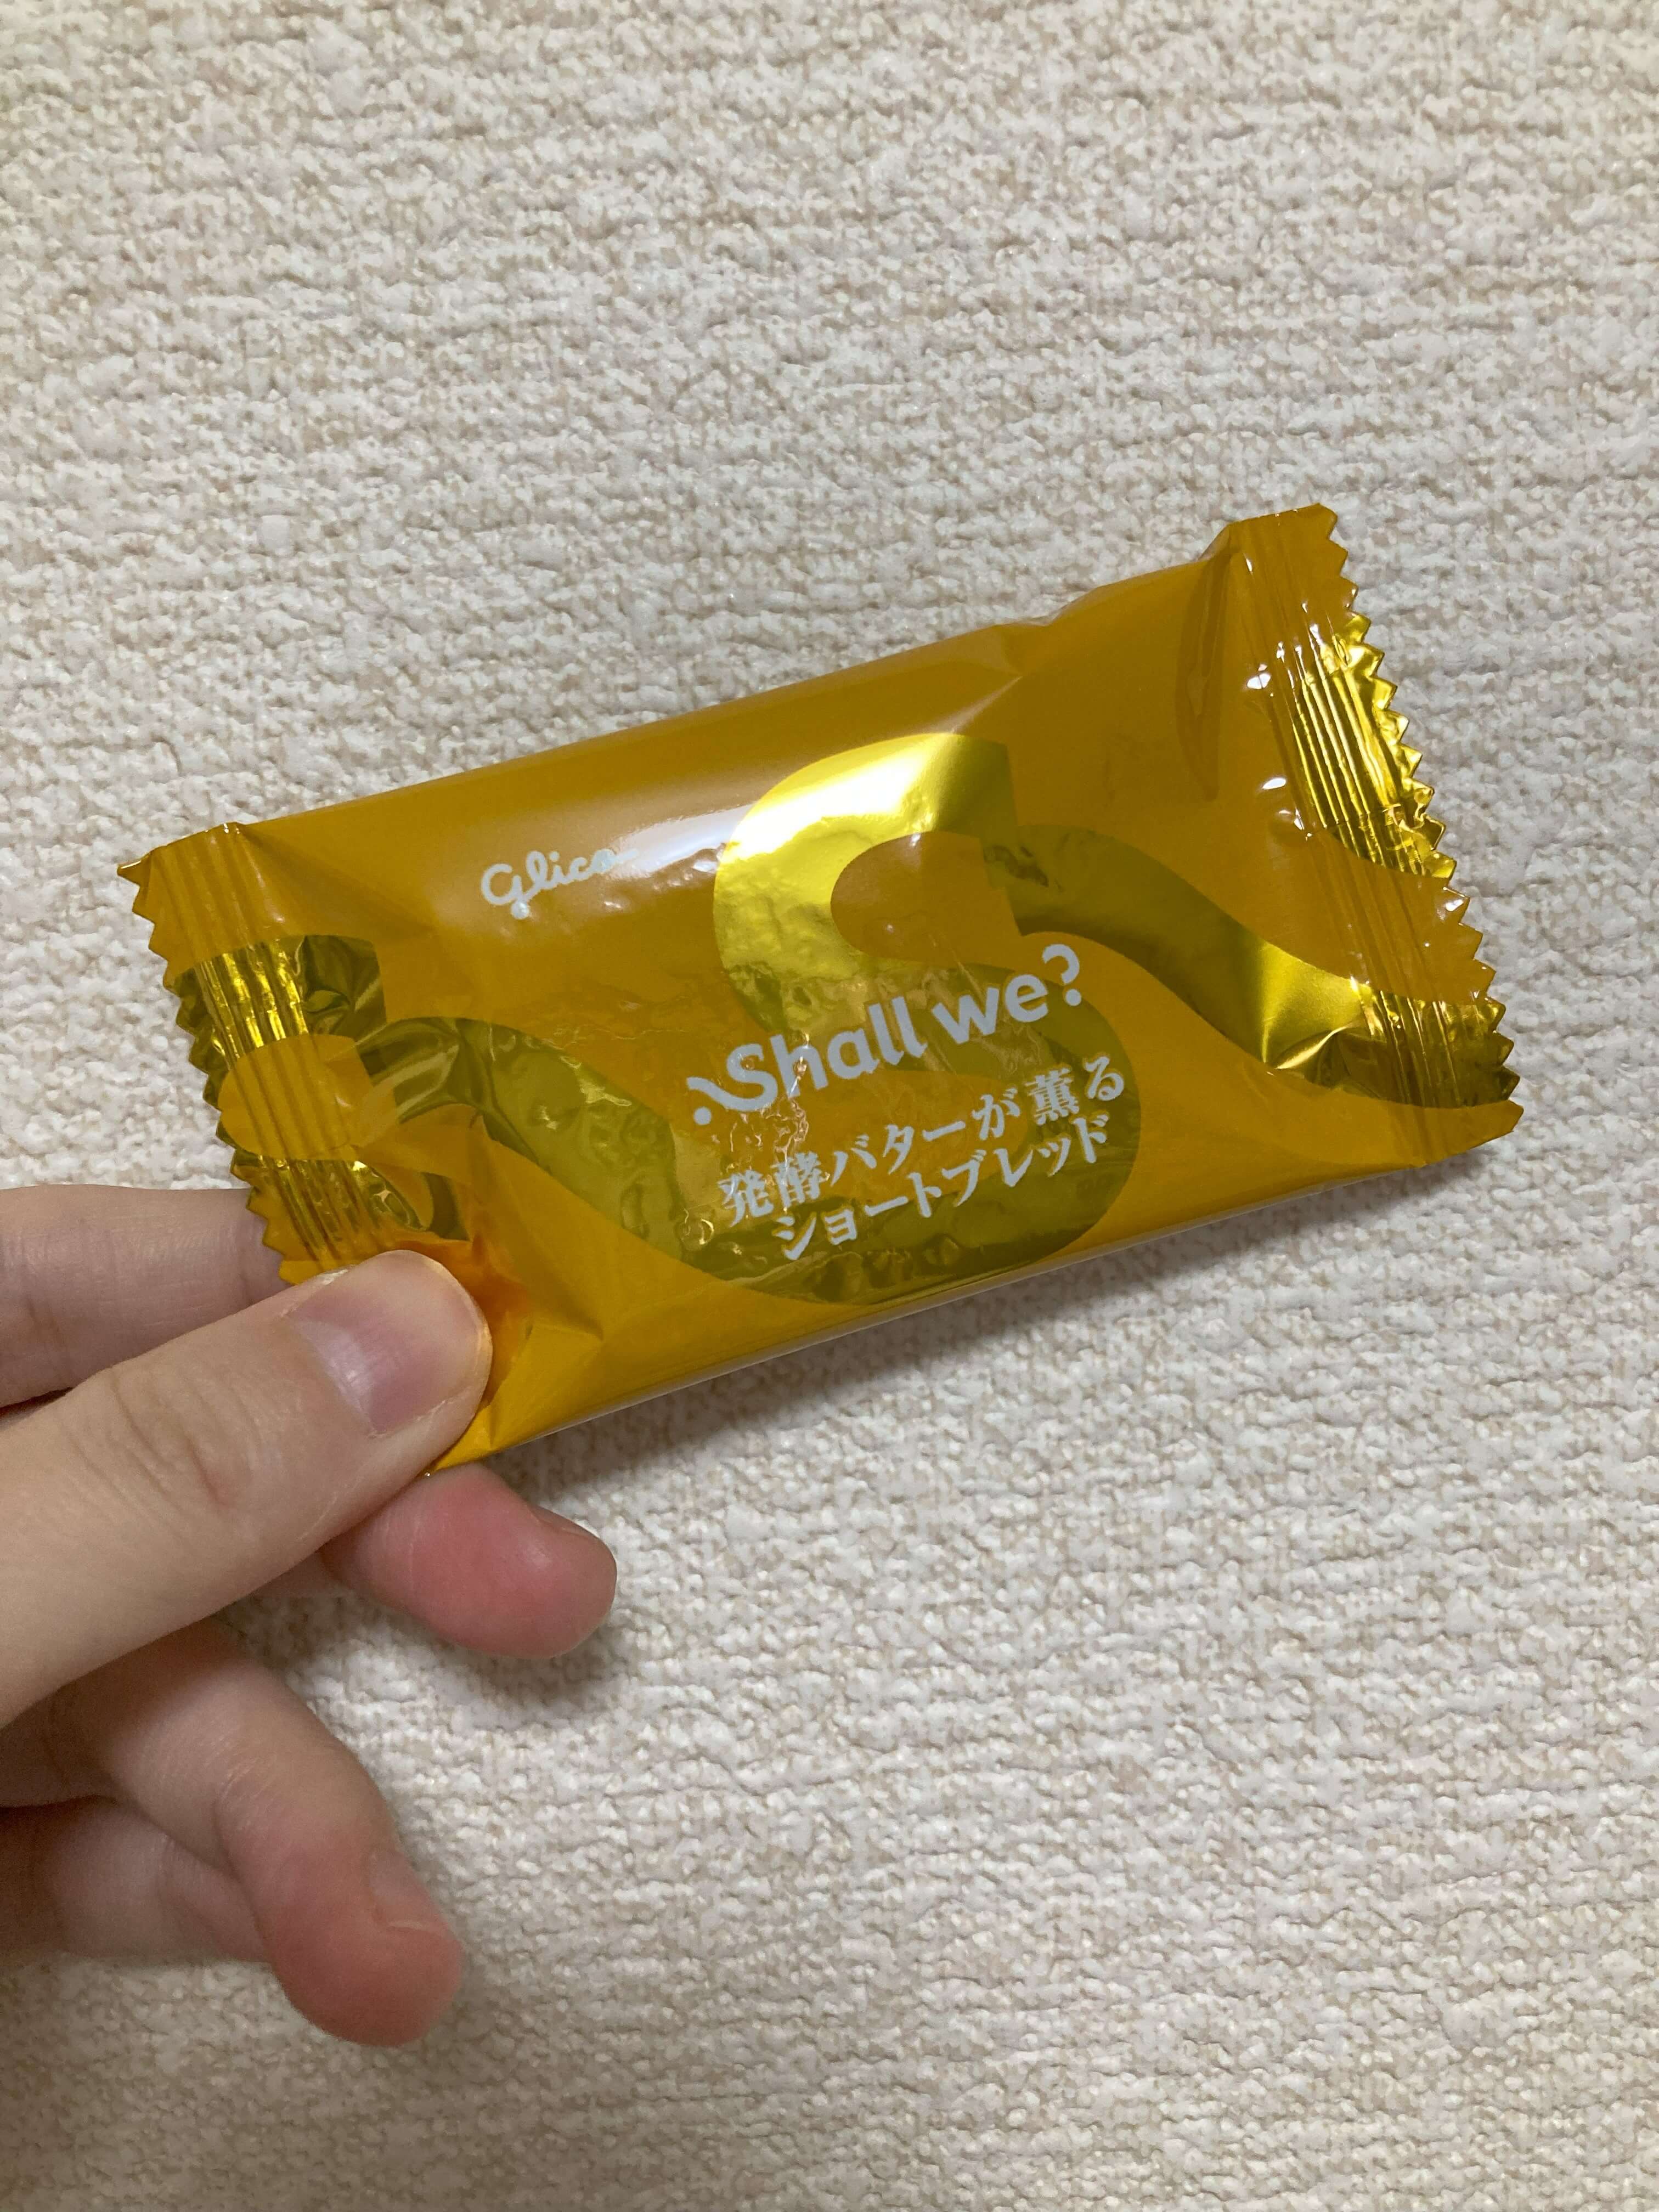 Glico
Shall we?
発酵バターが薫る
ショートブレッド